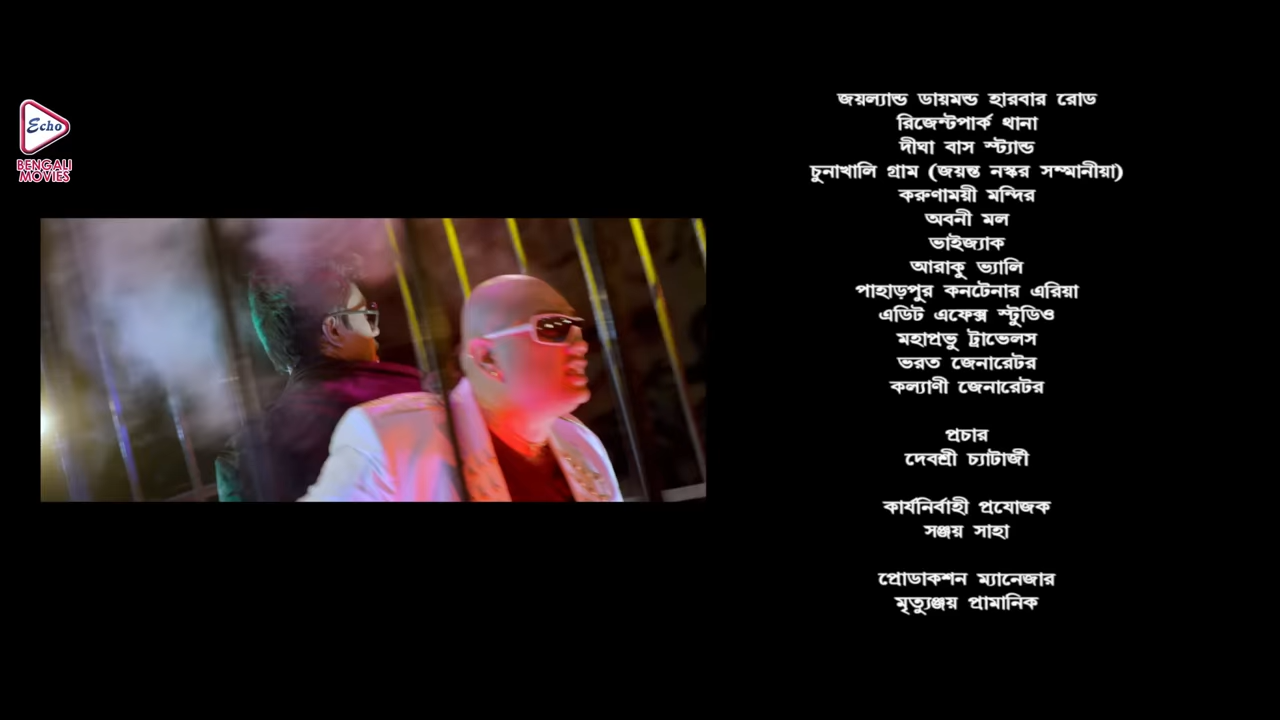 Echo
BENGALI
MOVIES
জয়ল্যান্ড ডায়মন্ড হারবার রোড
রিজেন্টপার্ক থানা
দীঘা বাস স্ট্যান্ড
চুনাখালি গ্রাম (জয়ন্ত নস্কর সম্মানীয়া)
করুণাময়ী মন্দির
অবনী মল
ভাইজ্যাক
আরাকু ভ্যালি
পাহাড়পুর কনটেনার এরিয়া
এডিট এফেক্স স্টুডিও
মহাপ্রভু ট্রাভেলস
ভরত জেনারেটর
কল্যাণী জেনারেটর
প্রচার
দেবশ্রী চ্যাটার্জী
কার্যনির্বাহী প্রযোজক
সঞ্জয় সাহা
প্রোডাকশন ম্যানেজার
মৃত্যুঞ্জয় প্রামানিক